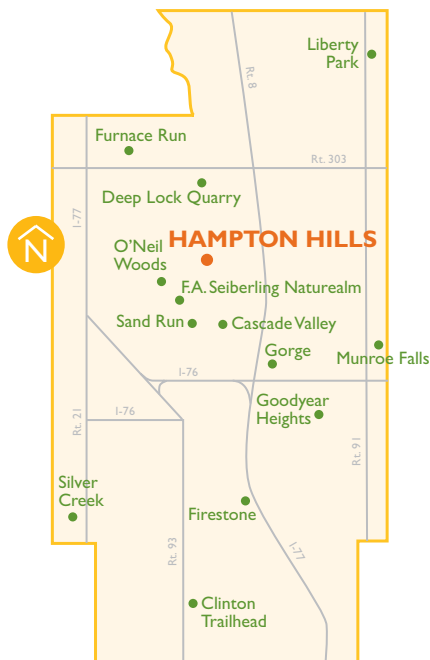 Liberty
Park
Rt. 8
Furnace Run
Rt. 303
Deep Lock Quarry
I-77
N
HAMPTON HILLS
O'Neil
Woods
F.A. Seiberling Naturealm
Sand Run
Cascade Valley
Gorge
Munroe Falls
I-76
Goodyear
Heights
I-76
Rt. 21
Rt. 91
Silver
Creek
Firestone
Rt. 93
I-77
Clinton
Trailhead